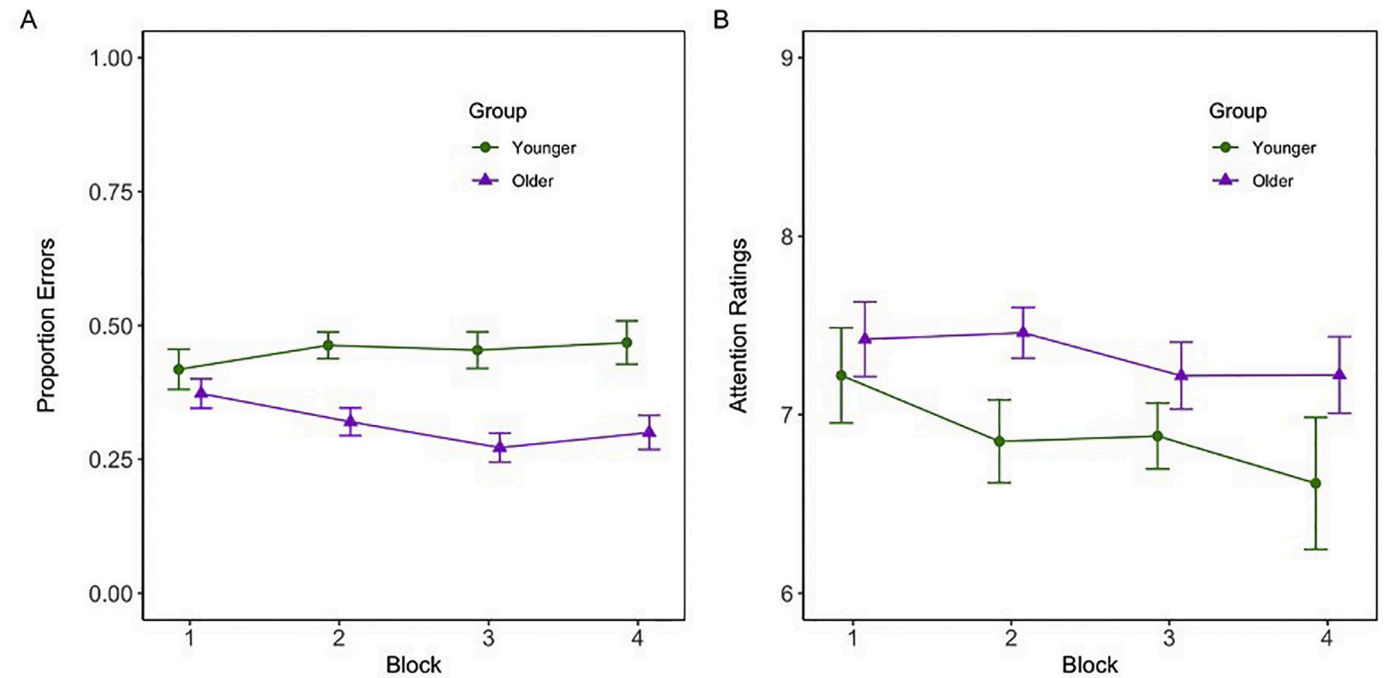 A
Proportion Errors
1.00
0.75
0.50
0.25
0.00
Group
Younger
Older
1 2 3 4
Block
B
Attention Ratings
9
8
7
6
Group
Younger
Older
1 2 3 4
Block